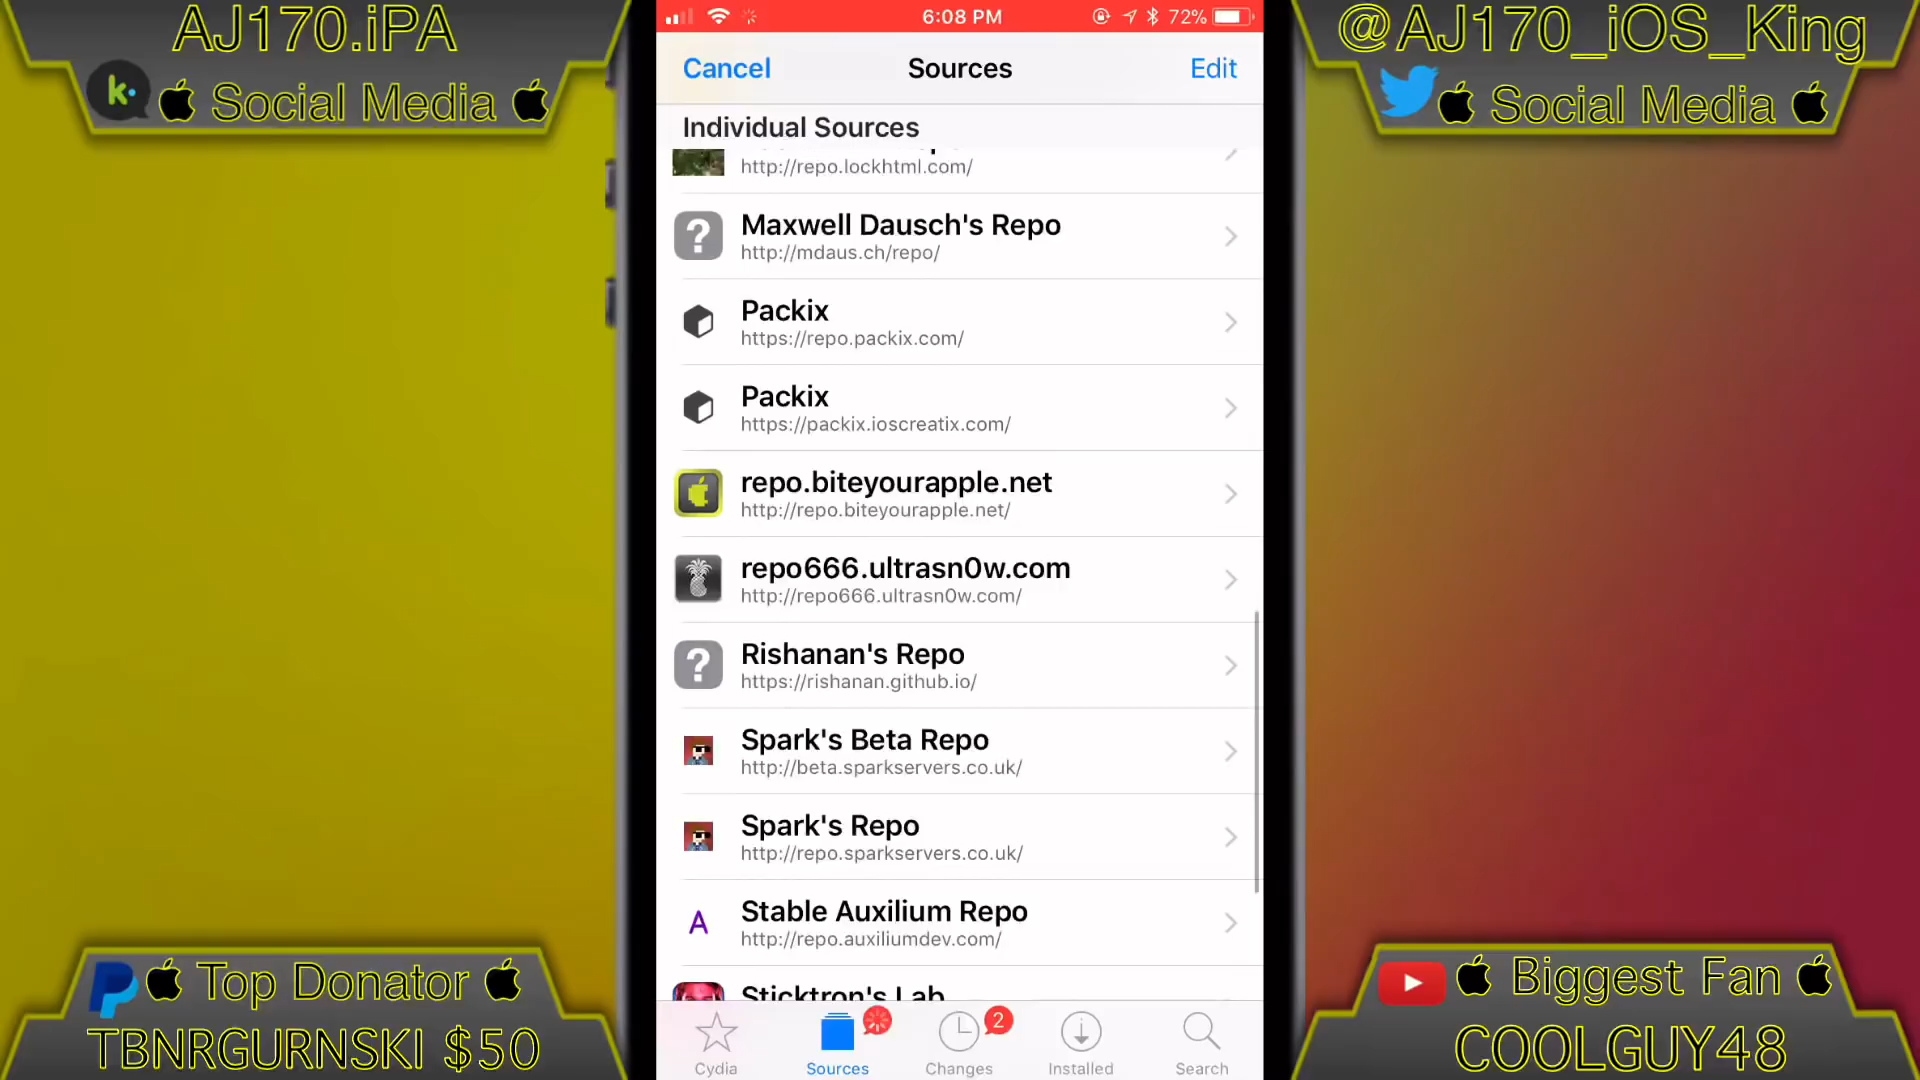 AJ170.iPA
Social Media
@AJ170_iOS_King
Social Media
6:08 PM
72%
Cancel
Sources
Edit
Individual Sources
http://repo.lockhtml.com/
Maxwell Dausch's Repo
http://mdaus.ch/repo/
Packix
https://repo.packix.com/
Packix
https://packix.ioscreatix.com/
repo.biteyourapple.net
http://repo.biteyourapple.net/
repo666.ultrasn0w.com
http://repo666.ultrasn0w.com/
Rishanan's Repo
https://rishanan.github.io/
Spark's Beta Repo
http://beta.sparkservers.co.uk/
Spark's Repo
http://repo.sparkservers.co.uk/
A
Stable Auxilium Repo
http://repo.auxiliumdev.com/
Sticktron's Lab
Cydia
Sources
2
Changes
Installed
Search
Top Donator
TBNRGURNSKI $50
Biggest Fan
COOLGUY48